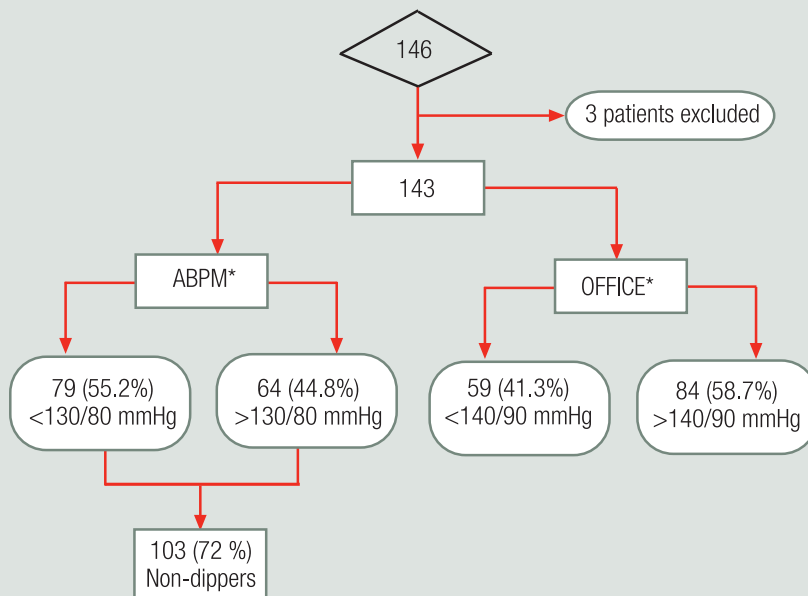 146
3 patients excluded
143
ABPM*
OFFICE*
79 (55.2%)
<130/80 mmHg
64 (44.8%)
>130/80 mmHg
59 (41.3%)
<140/90 mmHg
84 (58.7%)
>140/90 mmHg
103 (72 %)
Non-dippers